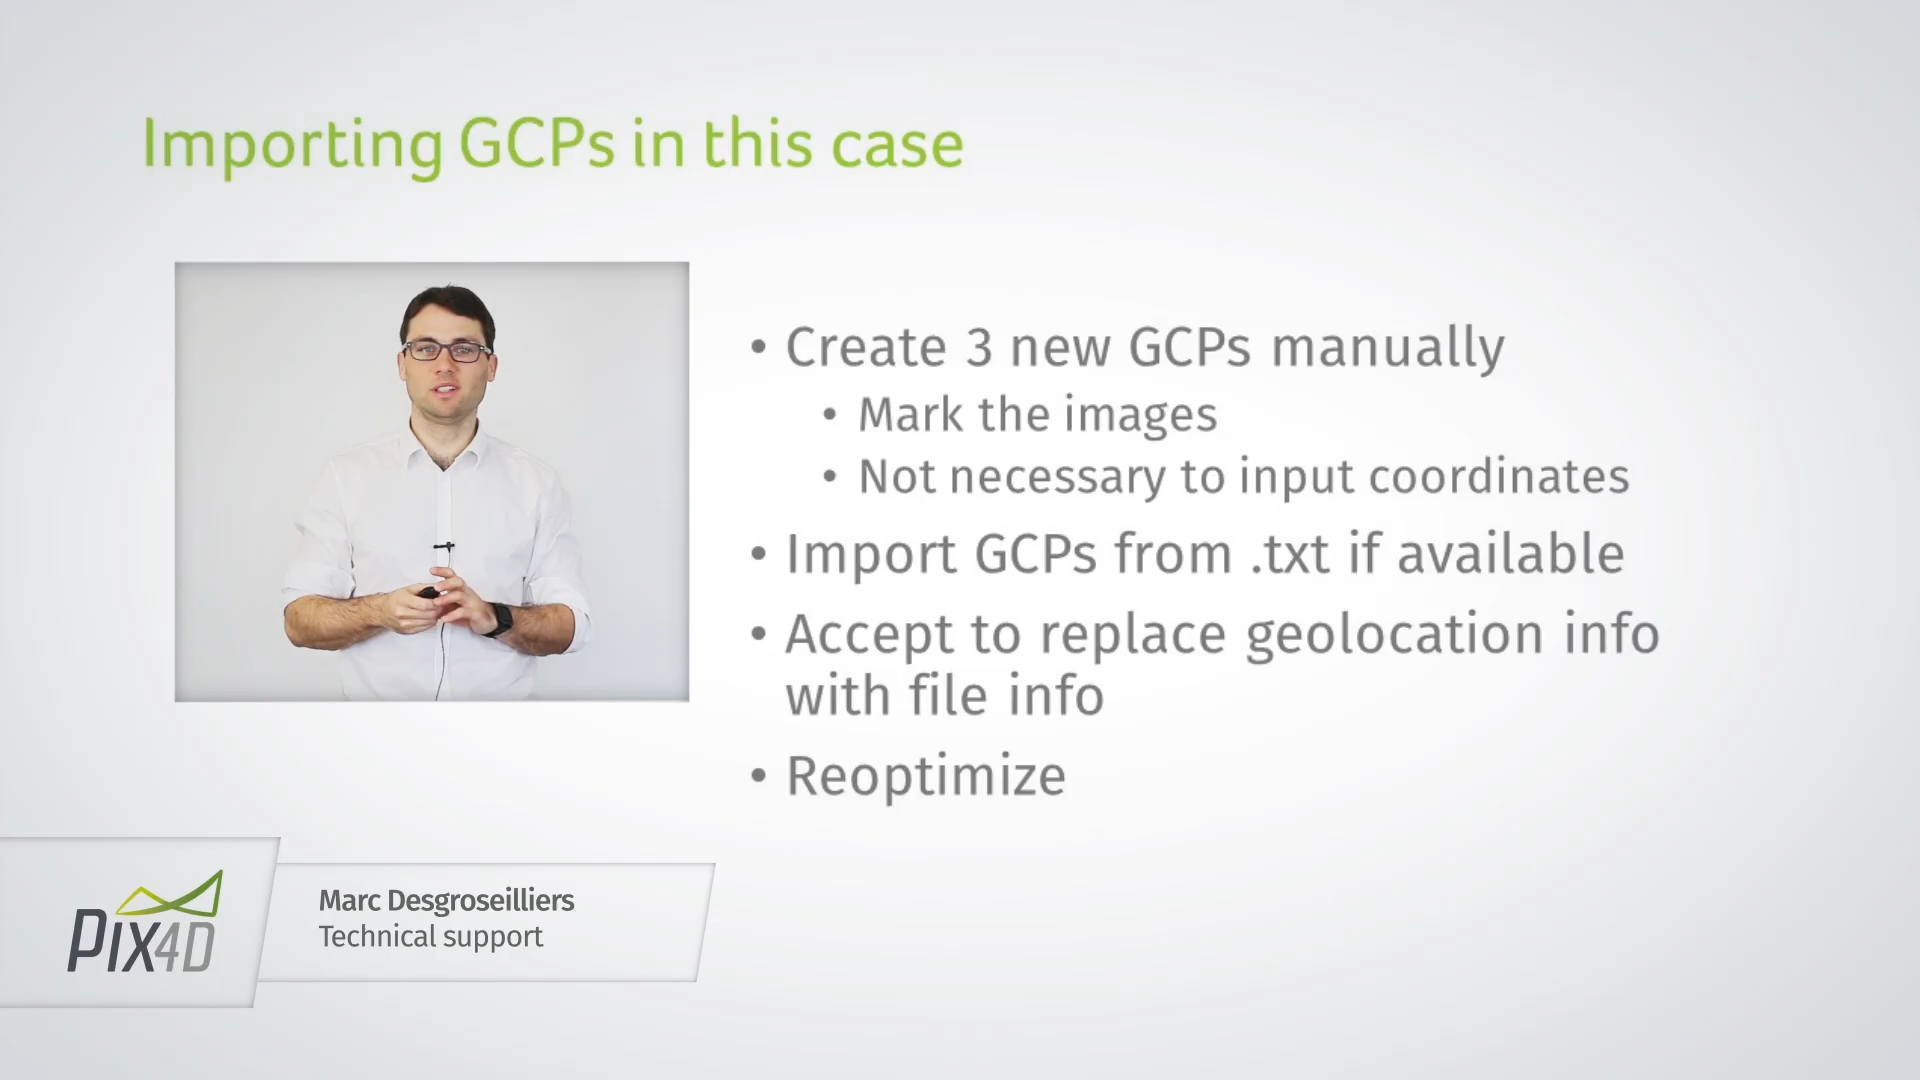 Importing GCPs in this case
• Create 3 new GCPs manually
• Mark the images
• Not necessary to input coordinates
• Import GCPs from .txt if available
• Accept to replace geolocation info
with file info
• Reoptimize
PIX4D
Marc Desgroseilliers
Technical support